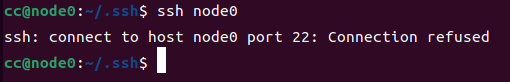 cc@node0:~/.ssh$ ssh node0
ssh: connect to host node0 port 22: Connection refused
cc@node0:~/.ssh$